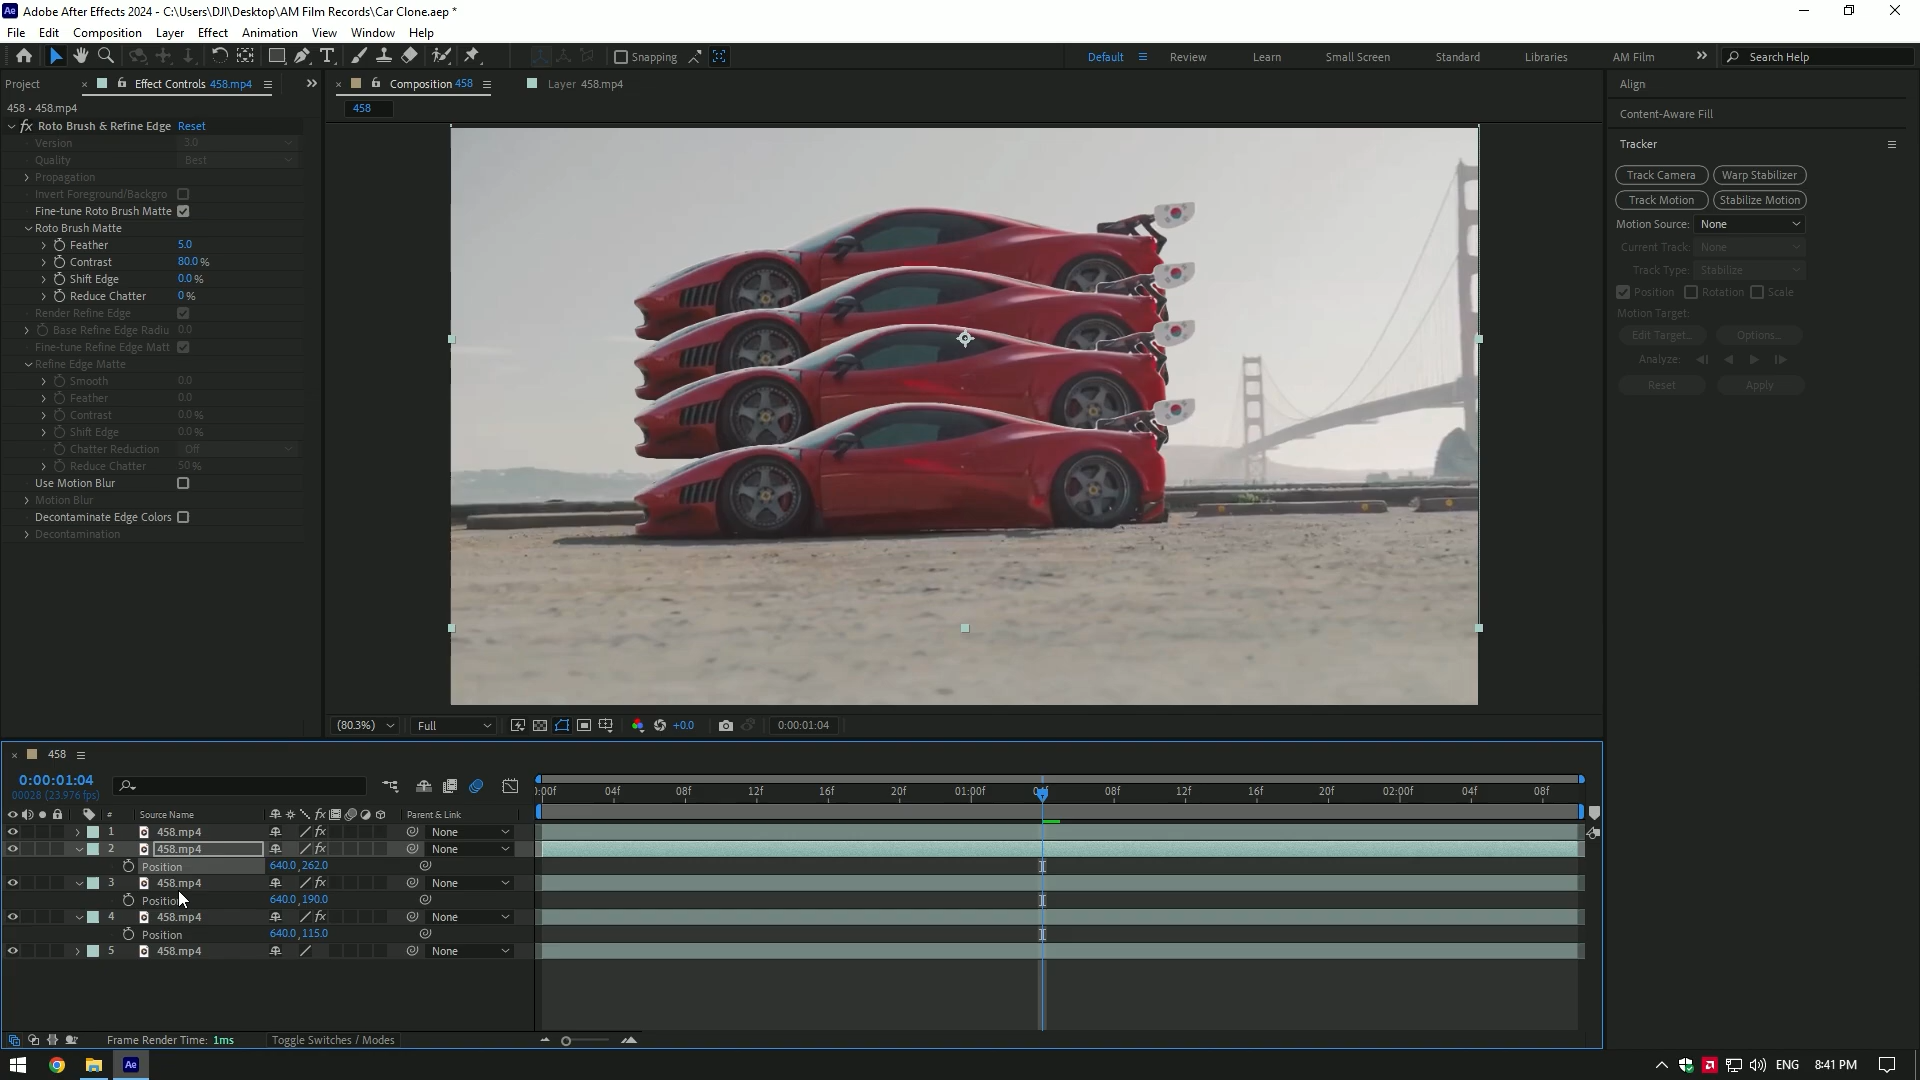 Adobe After Effects 2024 - C:\Users\DJI\Desktop\AM Film Records\Car Clone.aep *
File Edit Composition Layer Effect Animation View Window Help
Snapping Default Review Learn Small Screen Standard Libraries AM Film Search Help
Project Effect Controls 458.mp4
Composition 458 Layer 458.mp4
458 • 458.mp4
458
fx Roto Brush & Refine Edge Reset
Version 3.0
Quality Best
Propagation
Invert Foreground/Backgro
Fine-tune Roto Brush Matte
Roto Brush Matte
Feather 5.0
Contrast 80.0 %
Shift Edge 0.0 %
Reduce Chatter 0 %
Render Refine Edge
Base Refine Edge Radiu 0.0
Fine-tune Refine Edge Matt
Refine Edge Matte
Smooth 0.0
Feather 0.0
Contrast 0.0 %
Shift Edge 0.0 %
Chatter Reduction Off
Reduce Chatter 50 %
Use Motion Blur
Motion Blur
Decontaminate Edge Colors
Decontamination
Align
Content-Aware Fill
Tracker
Track Camera Warp Stabilizer
Track Motion Stabilize Motion
Motion Source: None
Current Track: None
Track Type: Stabilize
Position Rotation Scale
Motion Target:
Edit Target... Options...
Analyze:
Reset Apply
(80.3%) Full +0.0 0:00:01:04
458
0:00:01:04
00028 (23.976 fps)
):00f 04f 08f 12f 16f 20f 01:00f 08f 12f 16f 20f 02:00f 04f 08f
# Source Name fx Parent & Link
1 458.mp4 fx None
2 458.mp4 fx None
Position 640.0, 262.0
3 458.mp4 fx None
Position 640.0, 190.0
4 458.mp4 fx None
Position 640.0, 115.0
5 458.mp4 None
Frame Render Time: 1ms Toggle Switches / Modes
Ae ENG 8:41 PM